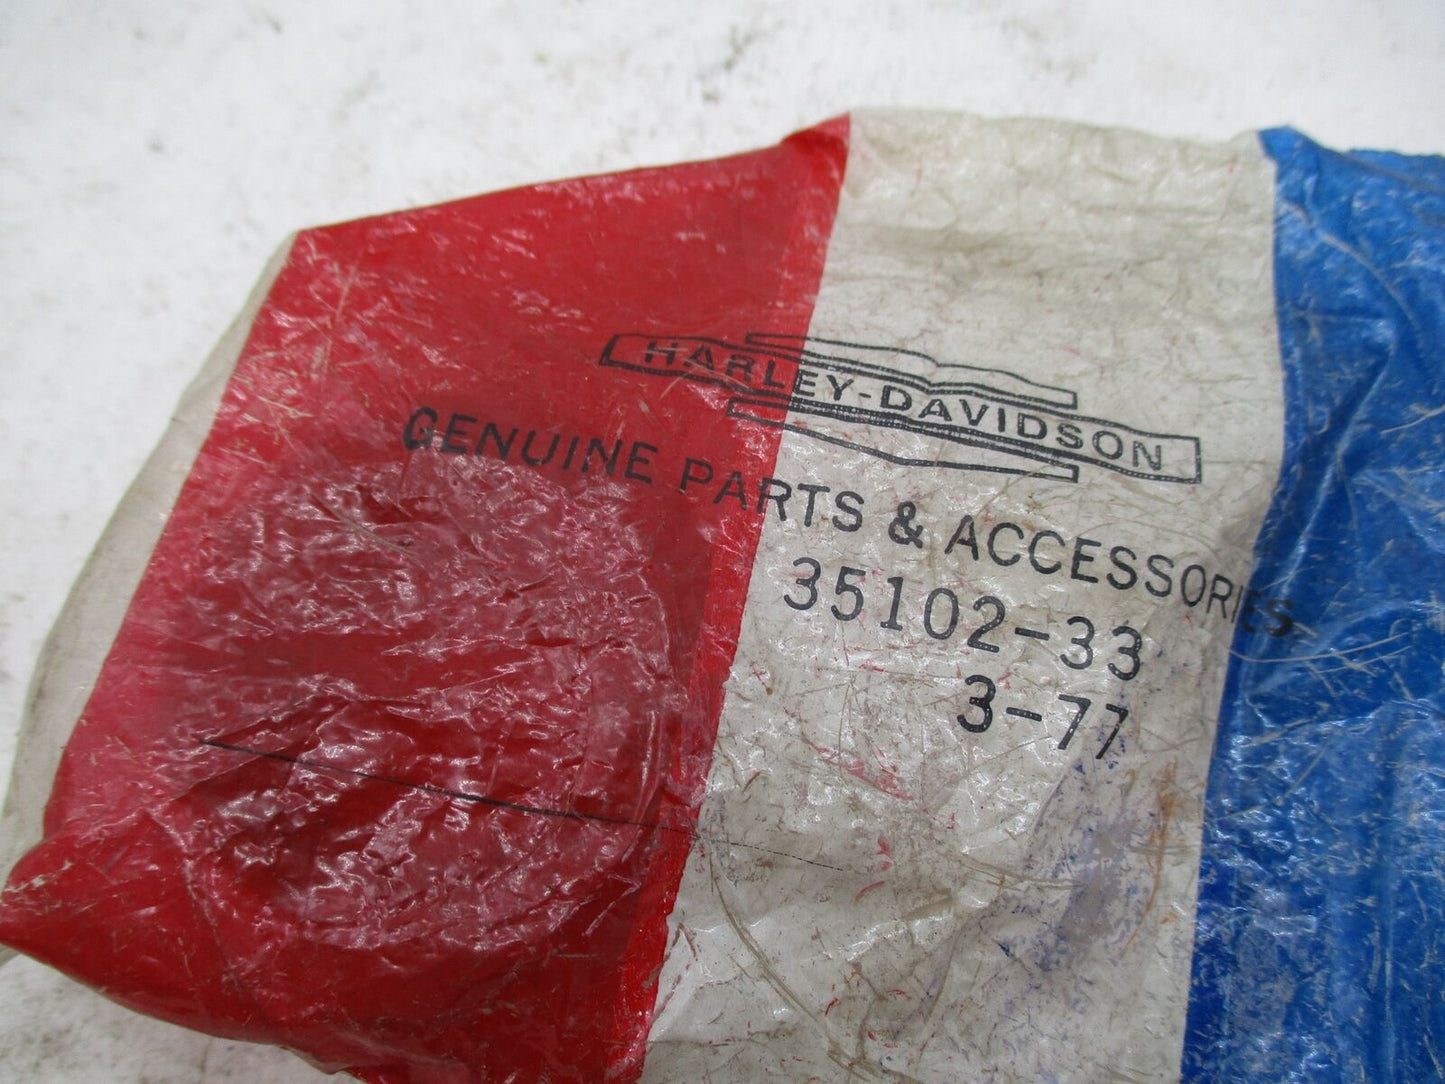 HARLEY-DAVIDSON
GENUINE PARTS & ACCESSORIES
35102-33
3-77